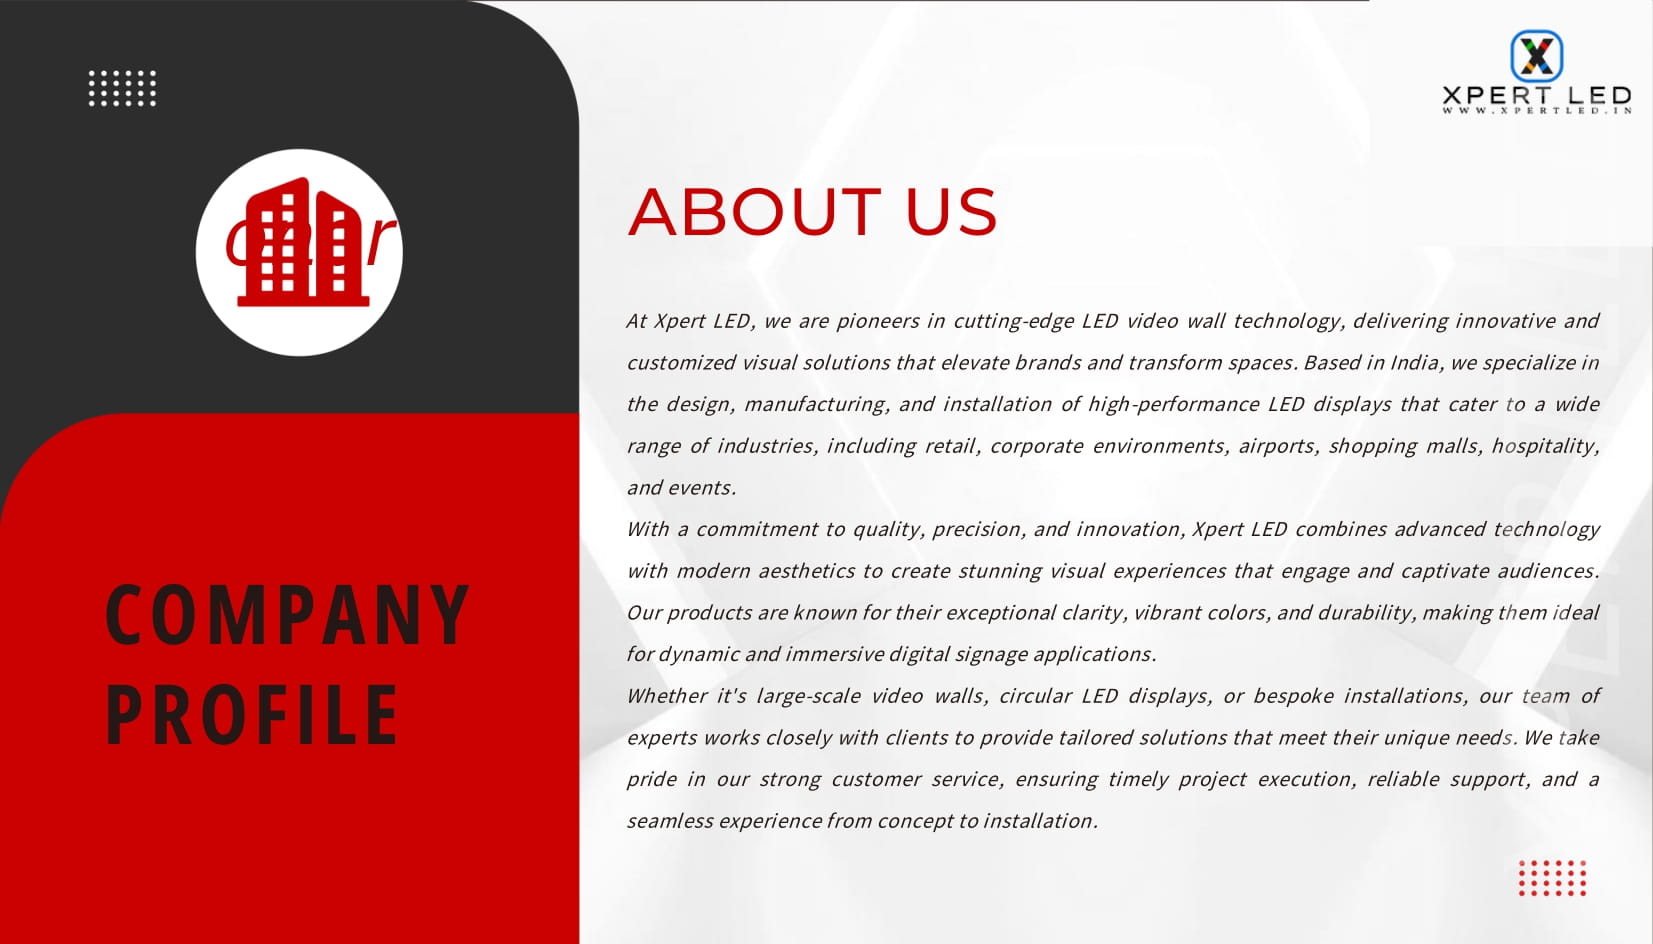 XPERT LED
WWW.XPERTLED.IN
ABOUT US
At Xpert LED, we are pioneers in cutting-edge LED video wall technology, delivering innovative and
customized visual solutions that elevate brands and transform spaces. Based in India, we specialize in
the design, manufacturing, and installation of high-performance LED displays that cater to a wide
range of industries, including retail, corporate environments, airports, shopping malls, hospitality,
and events.
With a commitment to quality, precision, and innovation, Xpert LED combines advanced technology
with modern aesthetics to create stunning visual experiences that engage and captivate audiences.
Our products are known for their exceptional clarity, vibrant colors, and durability, making them ideal
for dynamic and immersive digital signage applications.
Whether it's large-scale video walls, circular LED displays, or bespoke installations, our team of
experts works closely with clients to provide tailored solutions that meet their unique needs. We take
pride in our strong customer service, ensuring timely project execution, reliable support, and a
seamless experience from concept to installation.
COMPANY
PROFILE